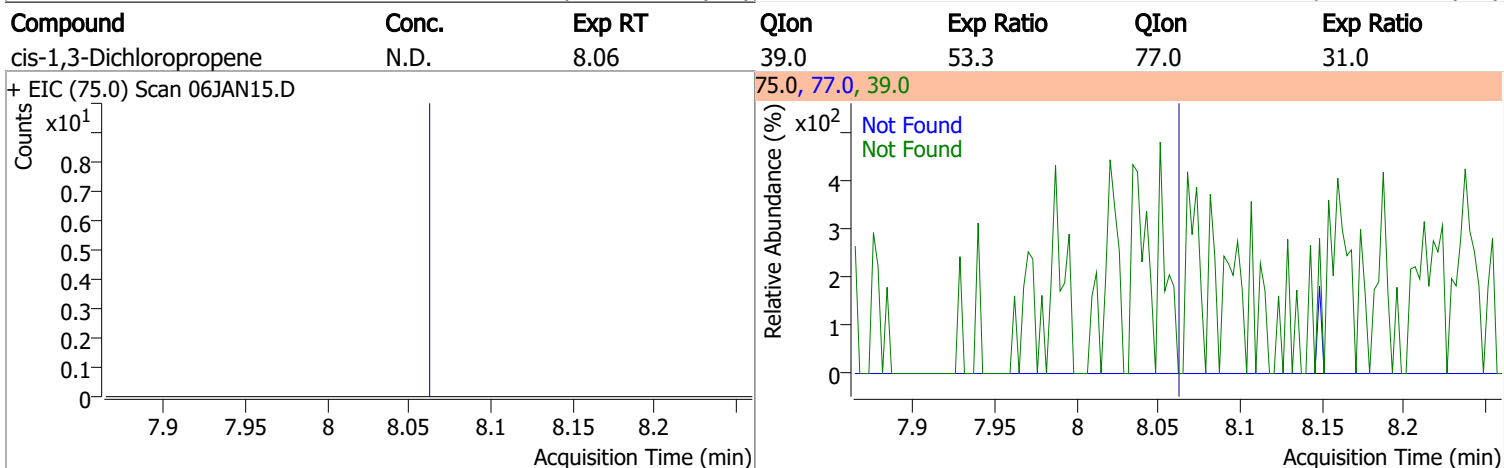 Compound Conc. Exp RT QIon Exp Ratio QIon Exp Ratio
cis-1,3-Dichloropropene N.D. 8.06 39.0 53.3 77.0 31.0
+ EIC (75.0) Scan 06JAN15.D
Counts
x10¹
0.8
0.7
0.6
0.5
0.4
0.3
0.2
0.1
0
7.9 7.95 8 8.05 8.1 8.15 8.2
Acquisition Time (min)
75.0, 77.0, 39.0
Relative Abundance (%)
x10²
Not Found
Not Found
4
3
2
1
0
7.9 7.95 8 8.05 8.1 8.15 8.2
Acquisition Time (min)